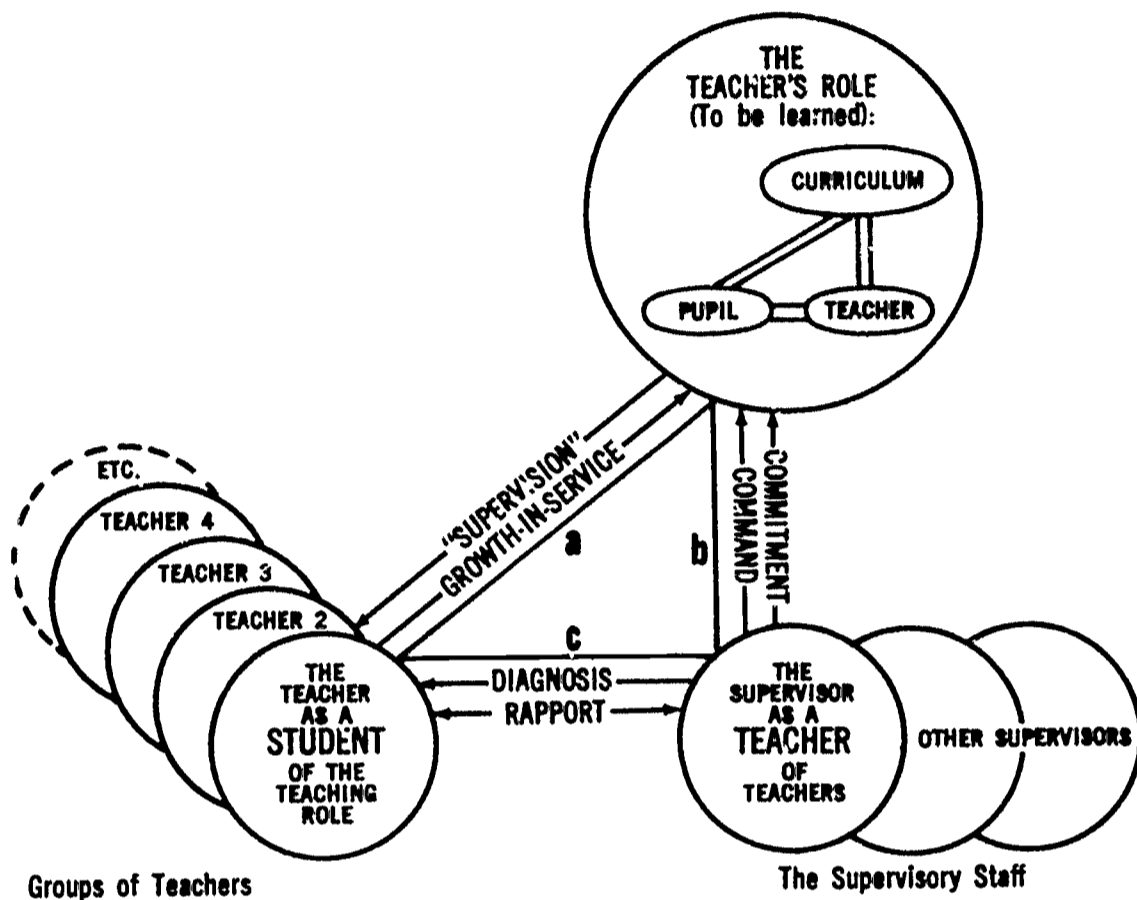 THE
TEACHER'S ROLE
(To be learned):
CURRICULUM
PUPIL
TEACHER
"SUPERV'SION"
GROWTH-IN-SERVICE
a
b
COMMAND
COMMITMENT
c
DIAGNOSIS
RAPPORT
ETC.
TEACHER 4
TEACHER 3
TEACHER 2
THE
TEACHER
AS A
STUDENT
OF THE
TEACHING
ROLE
THE
SUPERVISOR
AS A
TEACHER
OF
TEACHERS
OTHER SUPERVISORS
Groups of Teachers
The Supervisory Staff